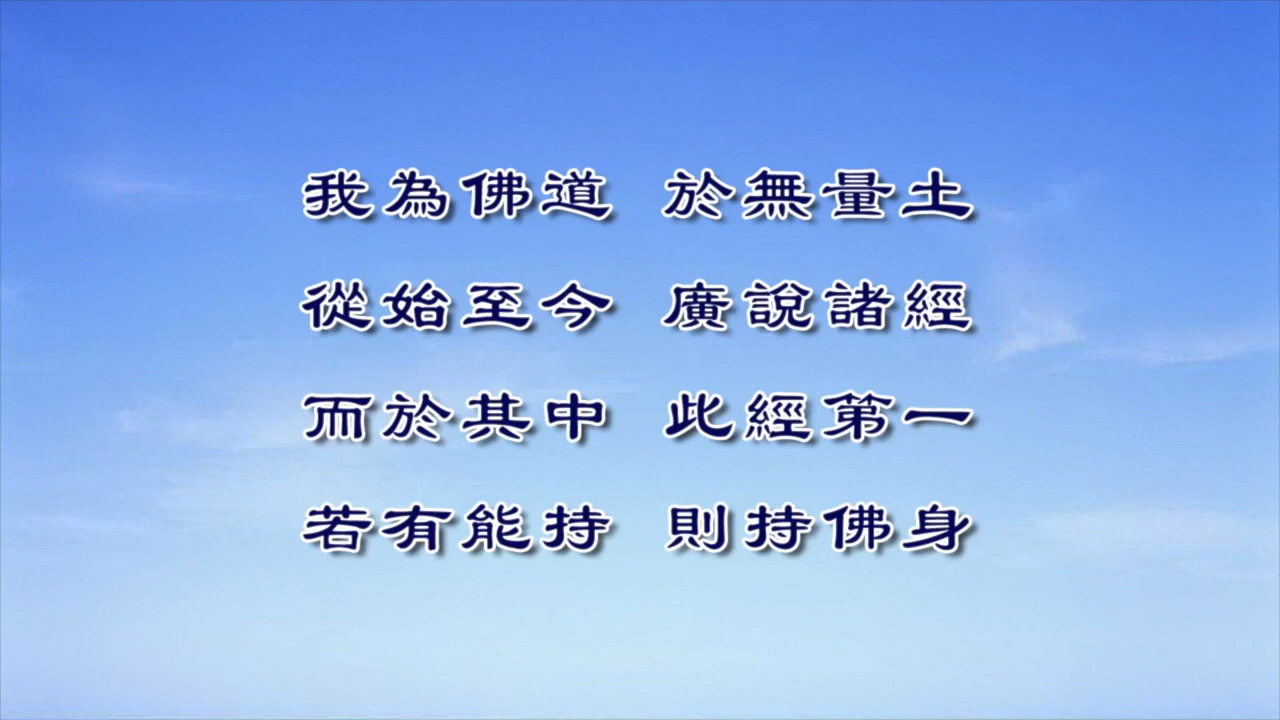 我為佛道 於無量土
從始至今 廣說諸經
而於其中 此經第一
若有能持 則持佛身